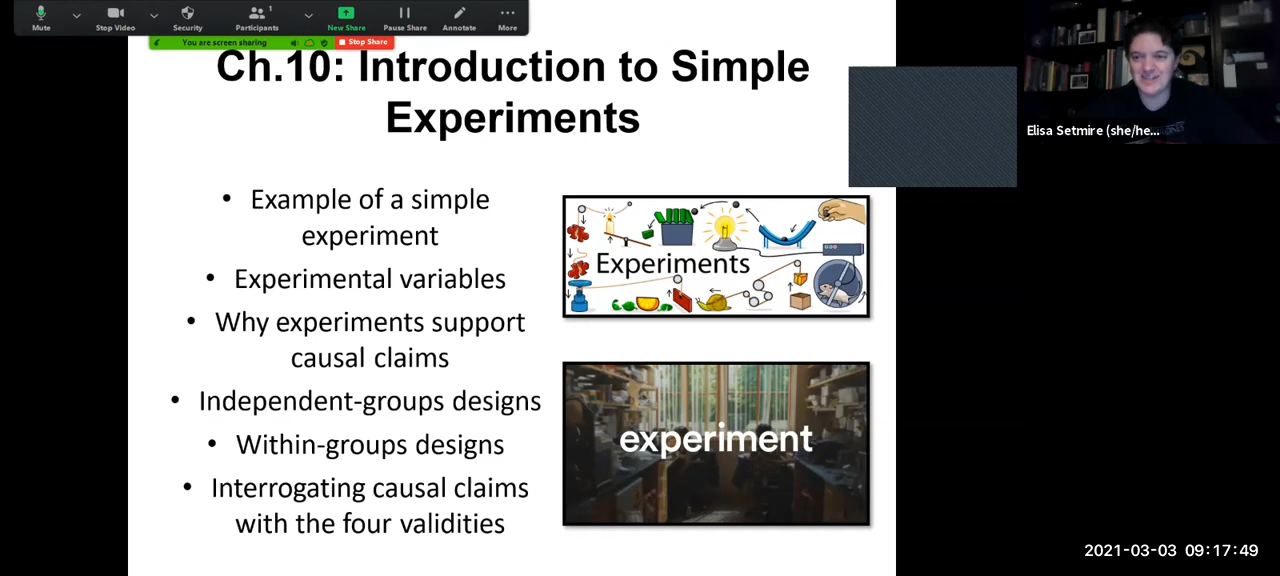 Mute
Stop Video
Security
Participants
1
New Share
Pause Share
Annotate
More
You are screen sharing
Stop Share
Ch.10: Introduction to Simple
Experiments
Elisa Setmire (she/he...
• Example of a simple
experiment
• Experimental variables
• Why experiments support
causal claims
• Independent-groups designs
• Within-groups designs
• Interrogating causal claims
with the four validities
Experiments
experiment
2021-03-03 09:17:49